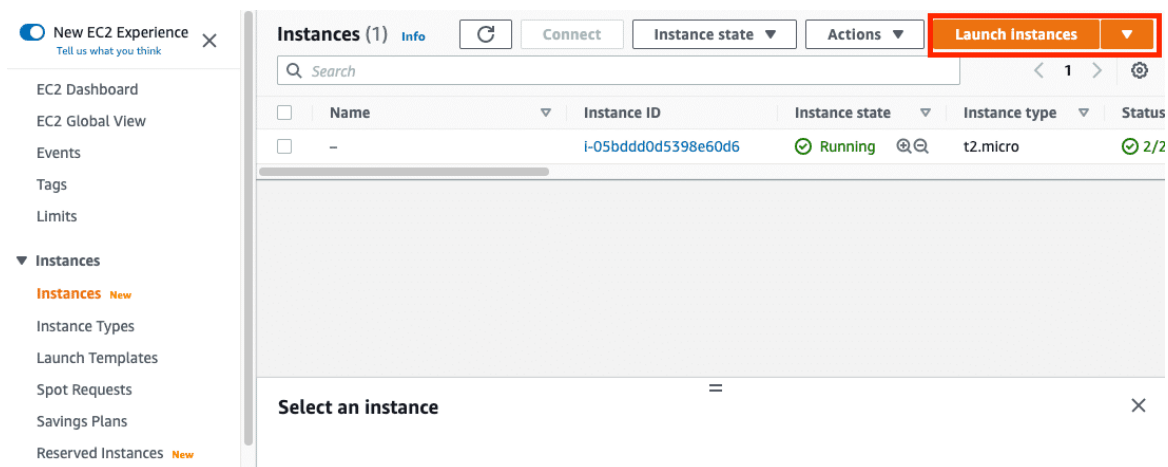 New EC2 Experience
Tell us what you think
EC2 Dashboard
EC2 Global View
Events
Tags
Limits
Instances
Instances New
Instance Types
Launch Templates
Spot Requests
Savings Plans
Reserved Instances New
Instances (1) Info
Connect
Instance state
Actions
Launch instances
Search
1
Name Instance ID Instance state Instance type Status
– i-05bddd0d5398e60d6 Running t2.micro 2/2
Select an instance